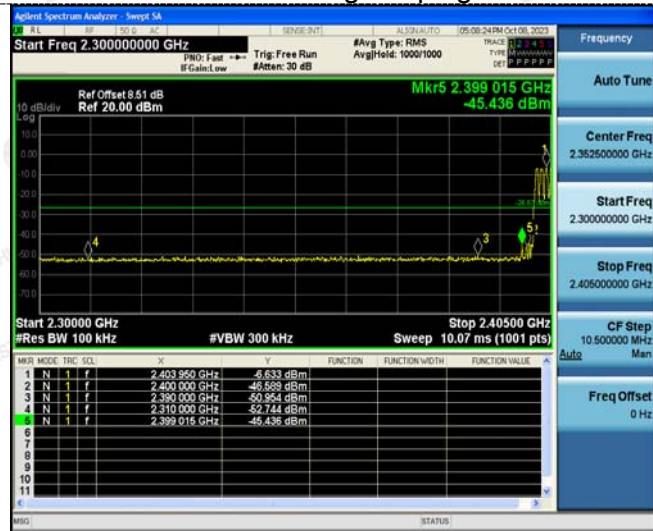 Agilent Spectrum Analyzer - Swept SA
RL RF 50 Ω AC SENSE:INT ALIGNAUTO 05:08:24 PM Oct 08, 2023
Start Freq 2.300000000 GHz
PNO: Fast
IFGain:Low
Trig: Free Run
#Atten: 30 dB
#Avg Type: RMS
Avg|Hold: 1000/1000
TRACE 1 2 3 4 5 6
TYPE
DET P P P P P P
Frequency
Auto Tune
Center Freq
2.352500000 GHz
Start Freq
2.300000000 GHz
Stop Freq
2.405000000 GHz
CF Step
10.500000 MHz
Auto Man
Freq Offset
0 Hz
Mkr5 2.399 015 GHz
-45.436 dBm
Ref Offset 8.51 dB
Ref 20.00 dBm
10 dB/div
Log
10.0
0.00
-10.0
-20.0
-30.0
-40.0
-50.0
-60.0
-70.0
1
3
4
5
Start 2.30000 GHz
Stop 2.40500 GHz
#Res BW 100 kHz
#VBW 300 kHz
Sweep 10.07 ms (1001 pts)
MKR MODE TRC SCL X Y FUNCTION FUNCTION WIDTH FUNCTION VALUE
1 N 1 f 2.403 950 GHz -6.633 dBm
2 N 1 f 2.400 000 GHz -46.589 dBm
3 N 1 f 2.390 000 GHz -50.954 dBm
4 N 1 f 2.310 000 GHz -52.744 dBm
5 N 1 f 2.399 015 GHz -45.436 dBm
6
7
8
9
10
11
MSG
STATUS